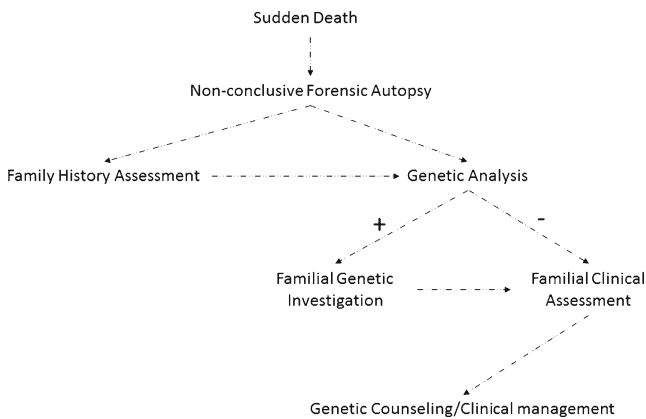 Sudden Death
Non-conclusive Forensic Autopsy
Family History Assessment
Genetic Analysis
+
-
Familial Genetic
Investigation
Familial Clinical
Assessment
Genetic Counseling/Clinical management